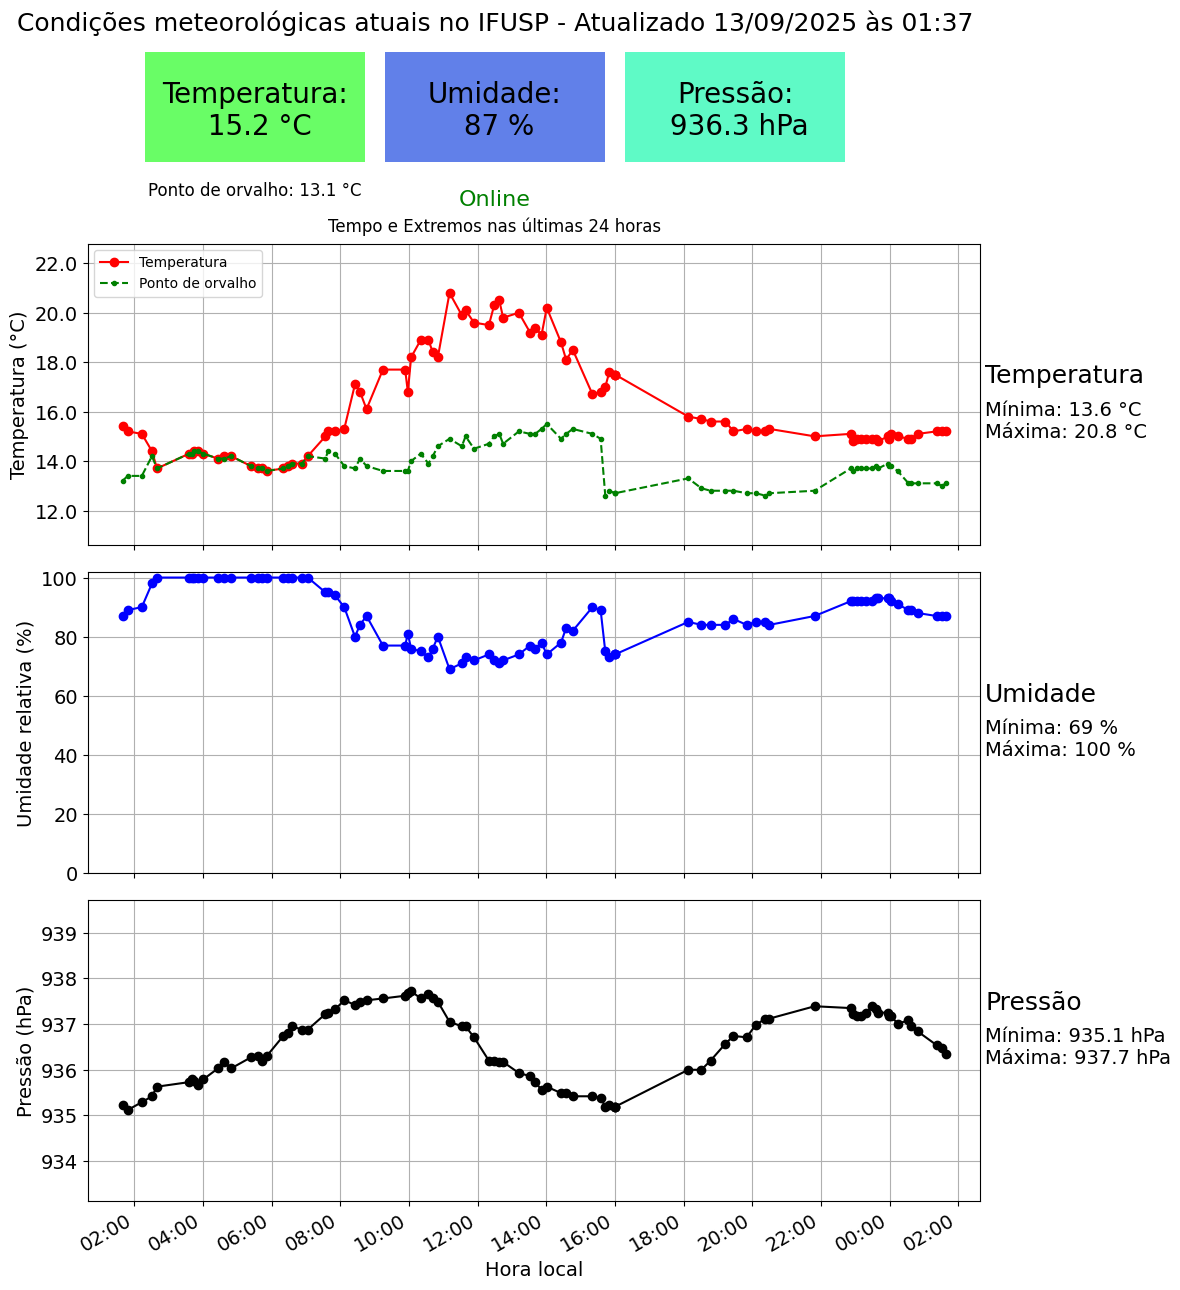 Condições meteorológicas atuais no IFUSP - Atualizado 13/09/2025 às 01:37
Temperatura:
15.2 °C
Umidade:
87 %
Pressão:
936.3 hPa
Ponto de orvalho: 13.1 °C
Online
Tempo e Extremos nas últimas 24 horas
Temperatura
Ponto de orvalho
Temperatura (°C)
22.0
20.0
18.0
16.0
14.0
12.0
Temperatura
Mínima: 13.6 °C
Máxima: 20.8 °C
Umidade relativa (%)
100
80
60
40
20
0
Umidade
Mínima: 69 %
Máxima: 100 %
Pressão (hPa)
939
938
937
936
935
934
Pressão
Mínima: 935.1 hPa
Máxima: 937.7 hPa
02:00 04:00 06:00 08:00 10:00 12:00 14:00 16:00 18:00 20:00 22:00 00:00 02:00
Hora local